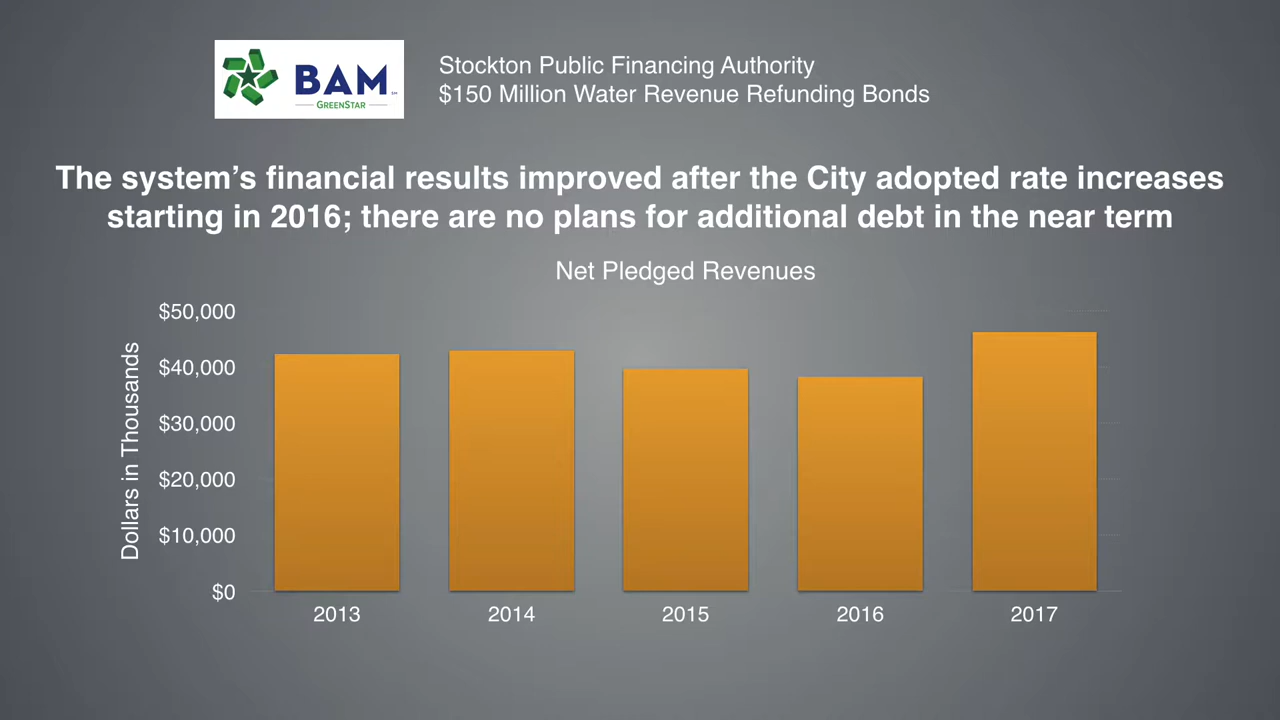 BAM SM
GREENSTAR
Stockton Public Financing Authority
$150 Million Water Revenue Refunding Bonds
The system’s financial results improved after the City adopted rate increases
starting in 2016; there are no plans for additional debt in the near term
Net Pledged Revenues
Dollars in Thousands
$50,000
$40,000
$30,000
$20,000
$10,000
$0
2013 2014 2015 2016 2017